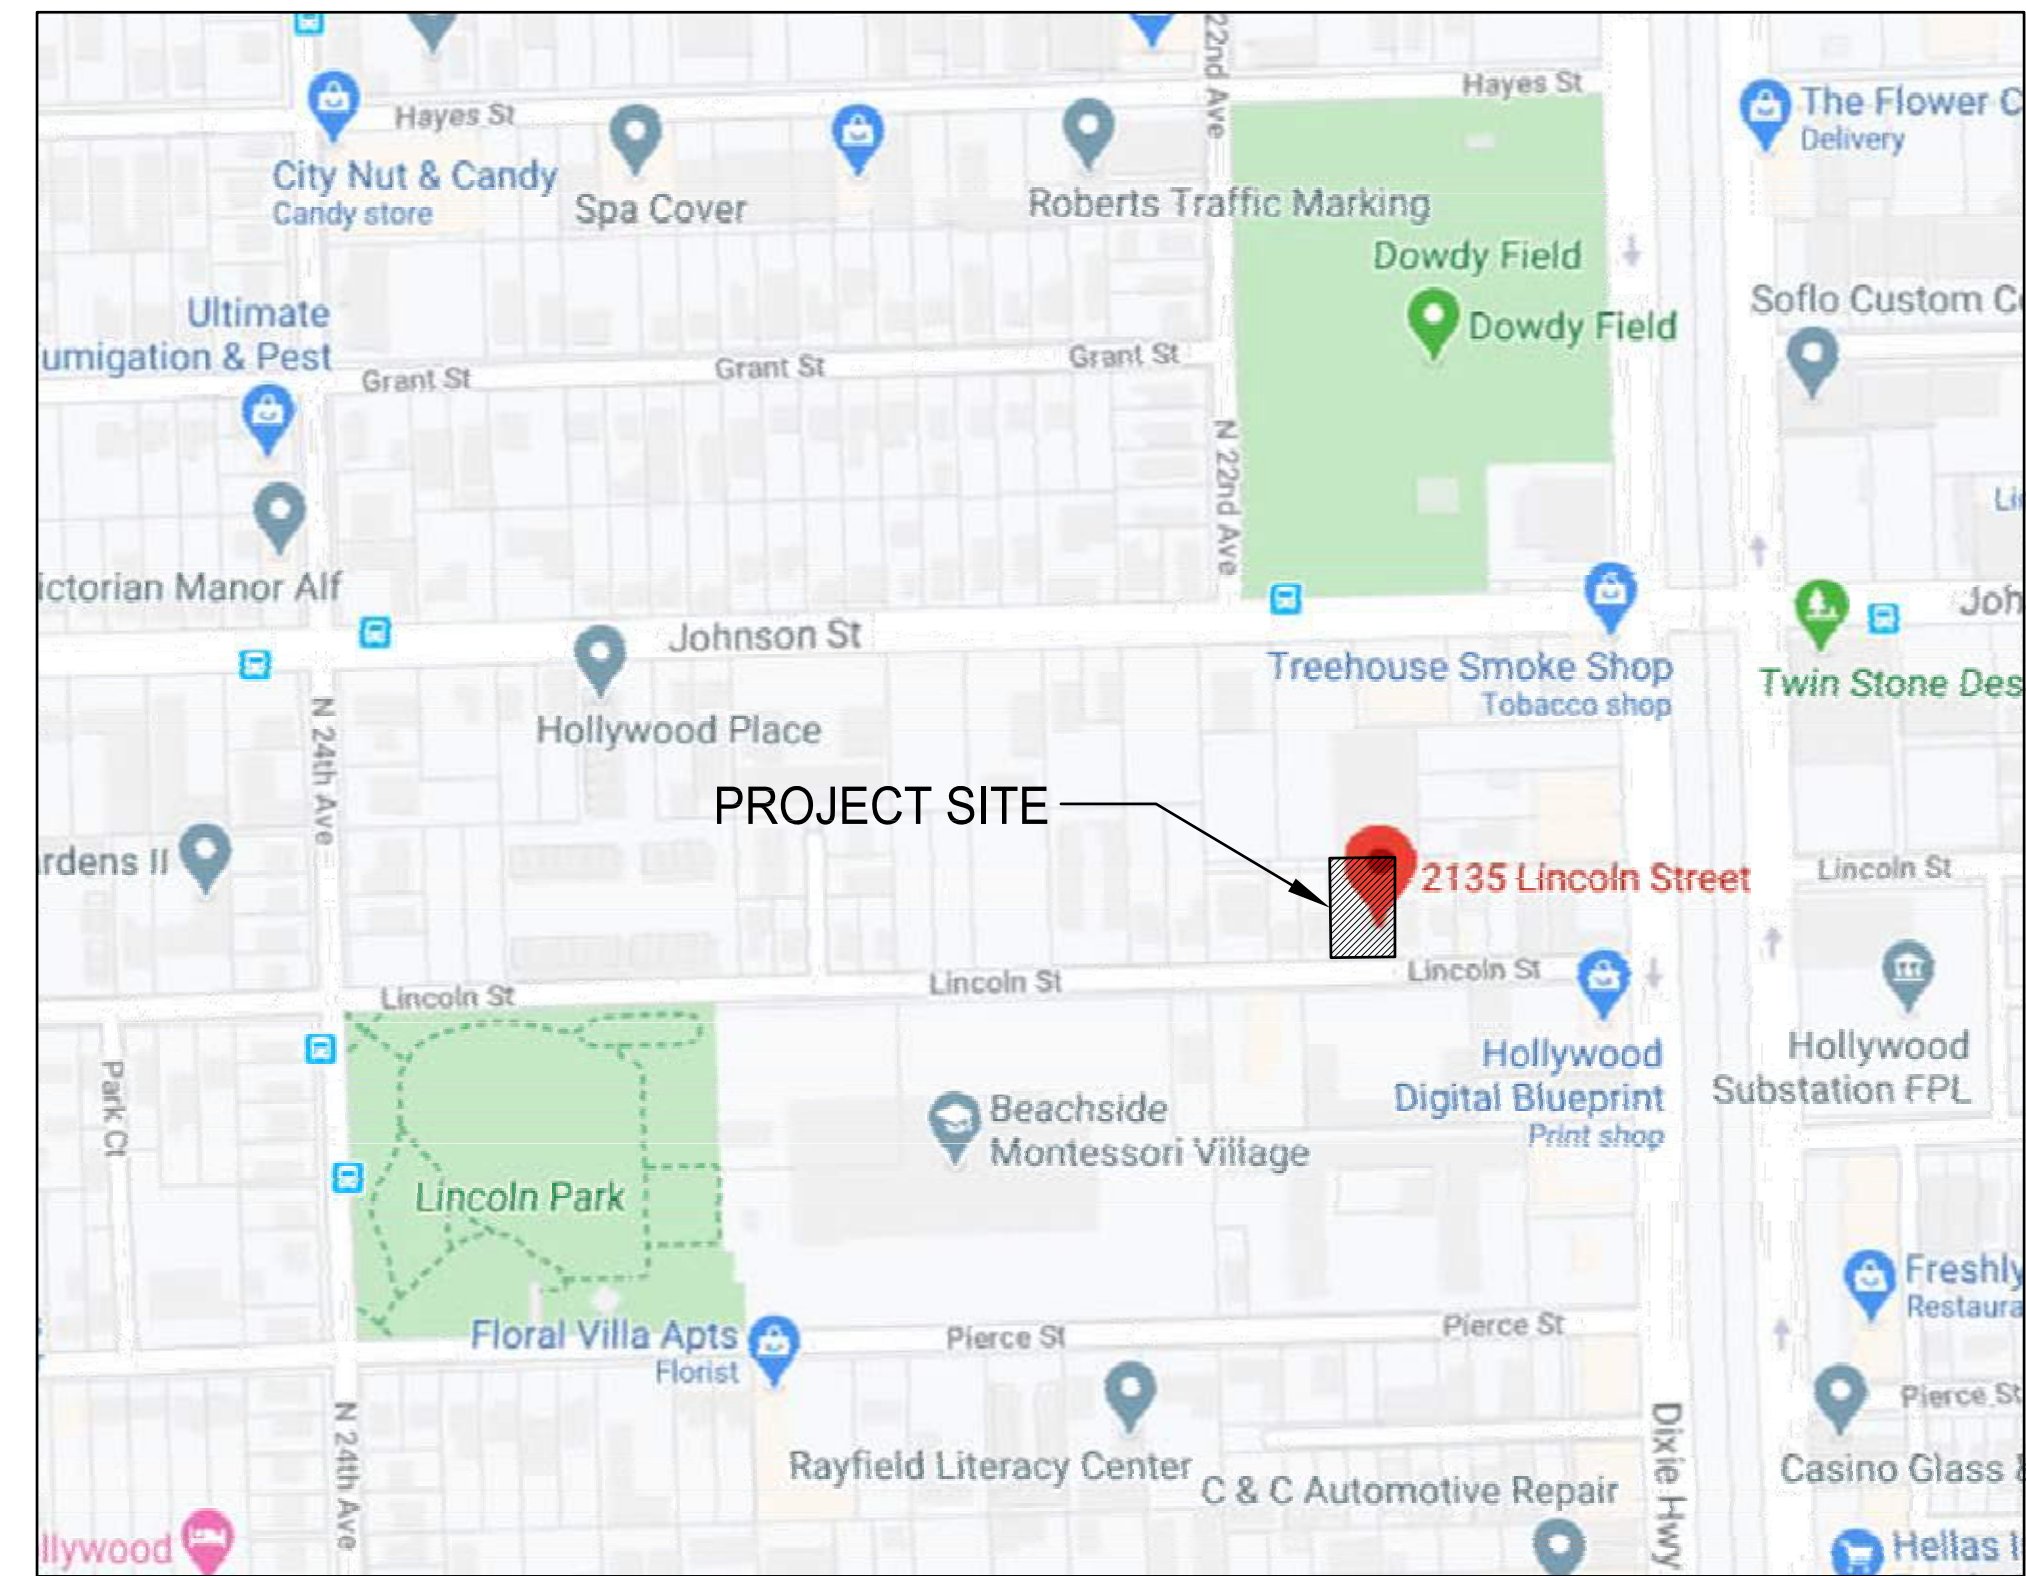 22nd Ave
Hayes St
Hayes St
The Flower C
Delivery
City Nut & Candy
Candy store
Spa Cover
Roberts Traffic Marking
Dowdy Field
Dowdy Field
Soflo Custom C
Ultimate
umigation & Pest
Grant St
Grant St
Grant St
N 22nd Ave
Li
ictorian Manor Alf
Johnson St
Joh
Treehouse Smoke Shop
Tobacco shop
Twin Stone Des
Hollywood Place
N 24th Ave
PROJECT SITE
rdens II
2135 Lincoln Street
Lincoln St
Lincoln St
Lincoln St
Lincoln St
Park Ct
Hollywood
Digital Blueprint
Print shop
Hollywood
Substation FPL
Beachside
Montessori Village
Lincoln Park
Freshly
Restaura
Floral Villa Apts
Florist
Pierce St
Pierce St
Pierce St
N 24th Ave
Dixie Hwy
Rayfield Literacy Center
C & C Automotive Repair
Casino Glass &
llywood
Hellas I